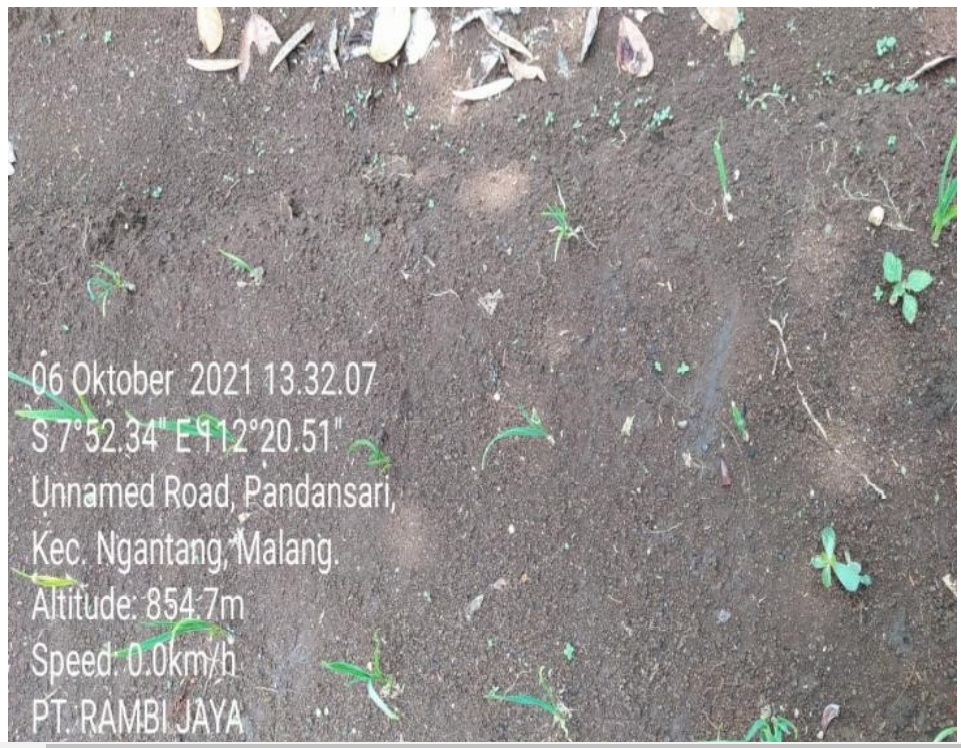 06 Oktober 2021 13.32.07
S 7°52.34" E 112°20.51"
Unnamed Road, Pandansari,
Kec. Ngantang, Malang.
Altitude: 854.7m
Speed: 0.0km/h
PT. RAMBI JAYA